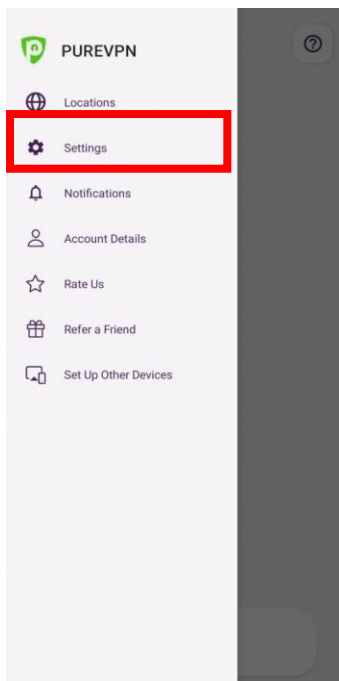 PUREVPN
Locations
Settings
Notifications
Account Details
Rate Us
Refer a Friend
Set Up Other Devices